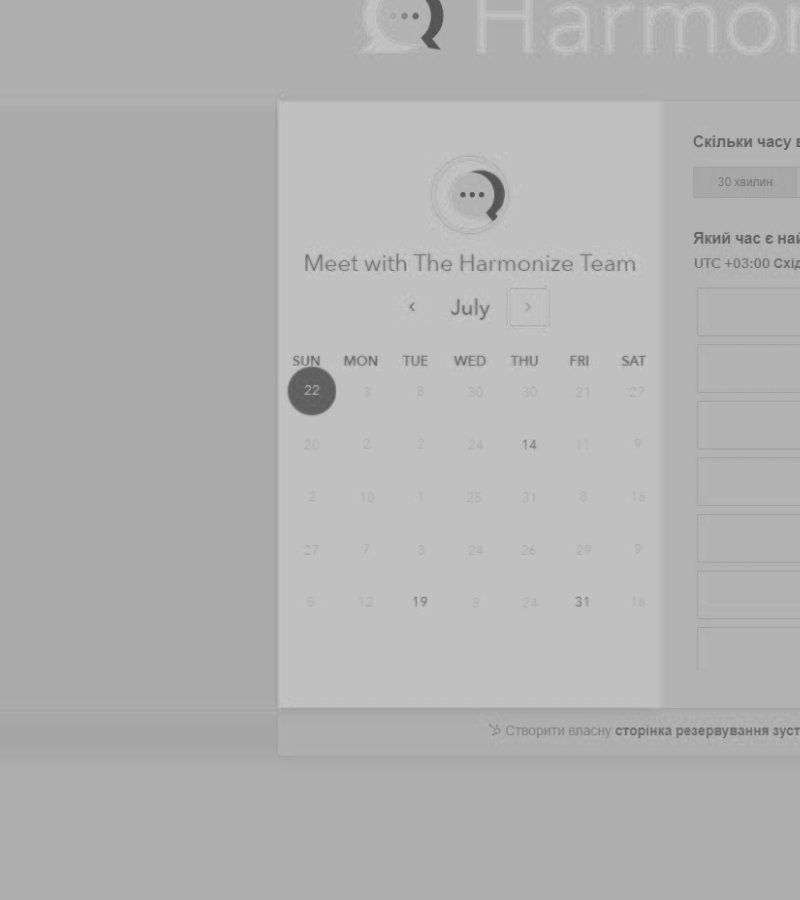 Harmon
Meet with The Harmonize Team
July
SUN MON TUE WED THU FRI SAT
22 3 8 30 30 21 27
20 2 2 24 14 11 9
2 10 1 25 31 8 16
27 7 3 24 26 29 9
5 12 19 3 24 31 16
Скільки часу в
30 хвилин
Який час є най
UTC +03:00 Схід
Створити власну сторінка резервування зуст